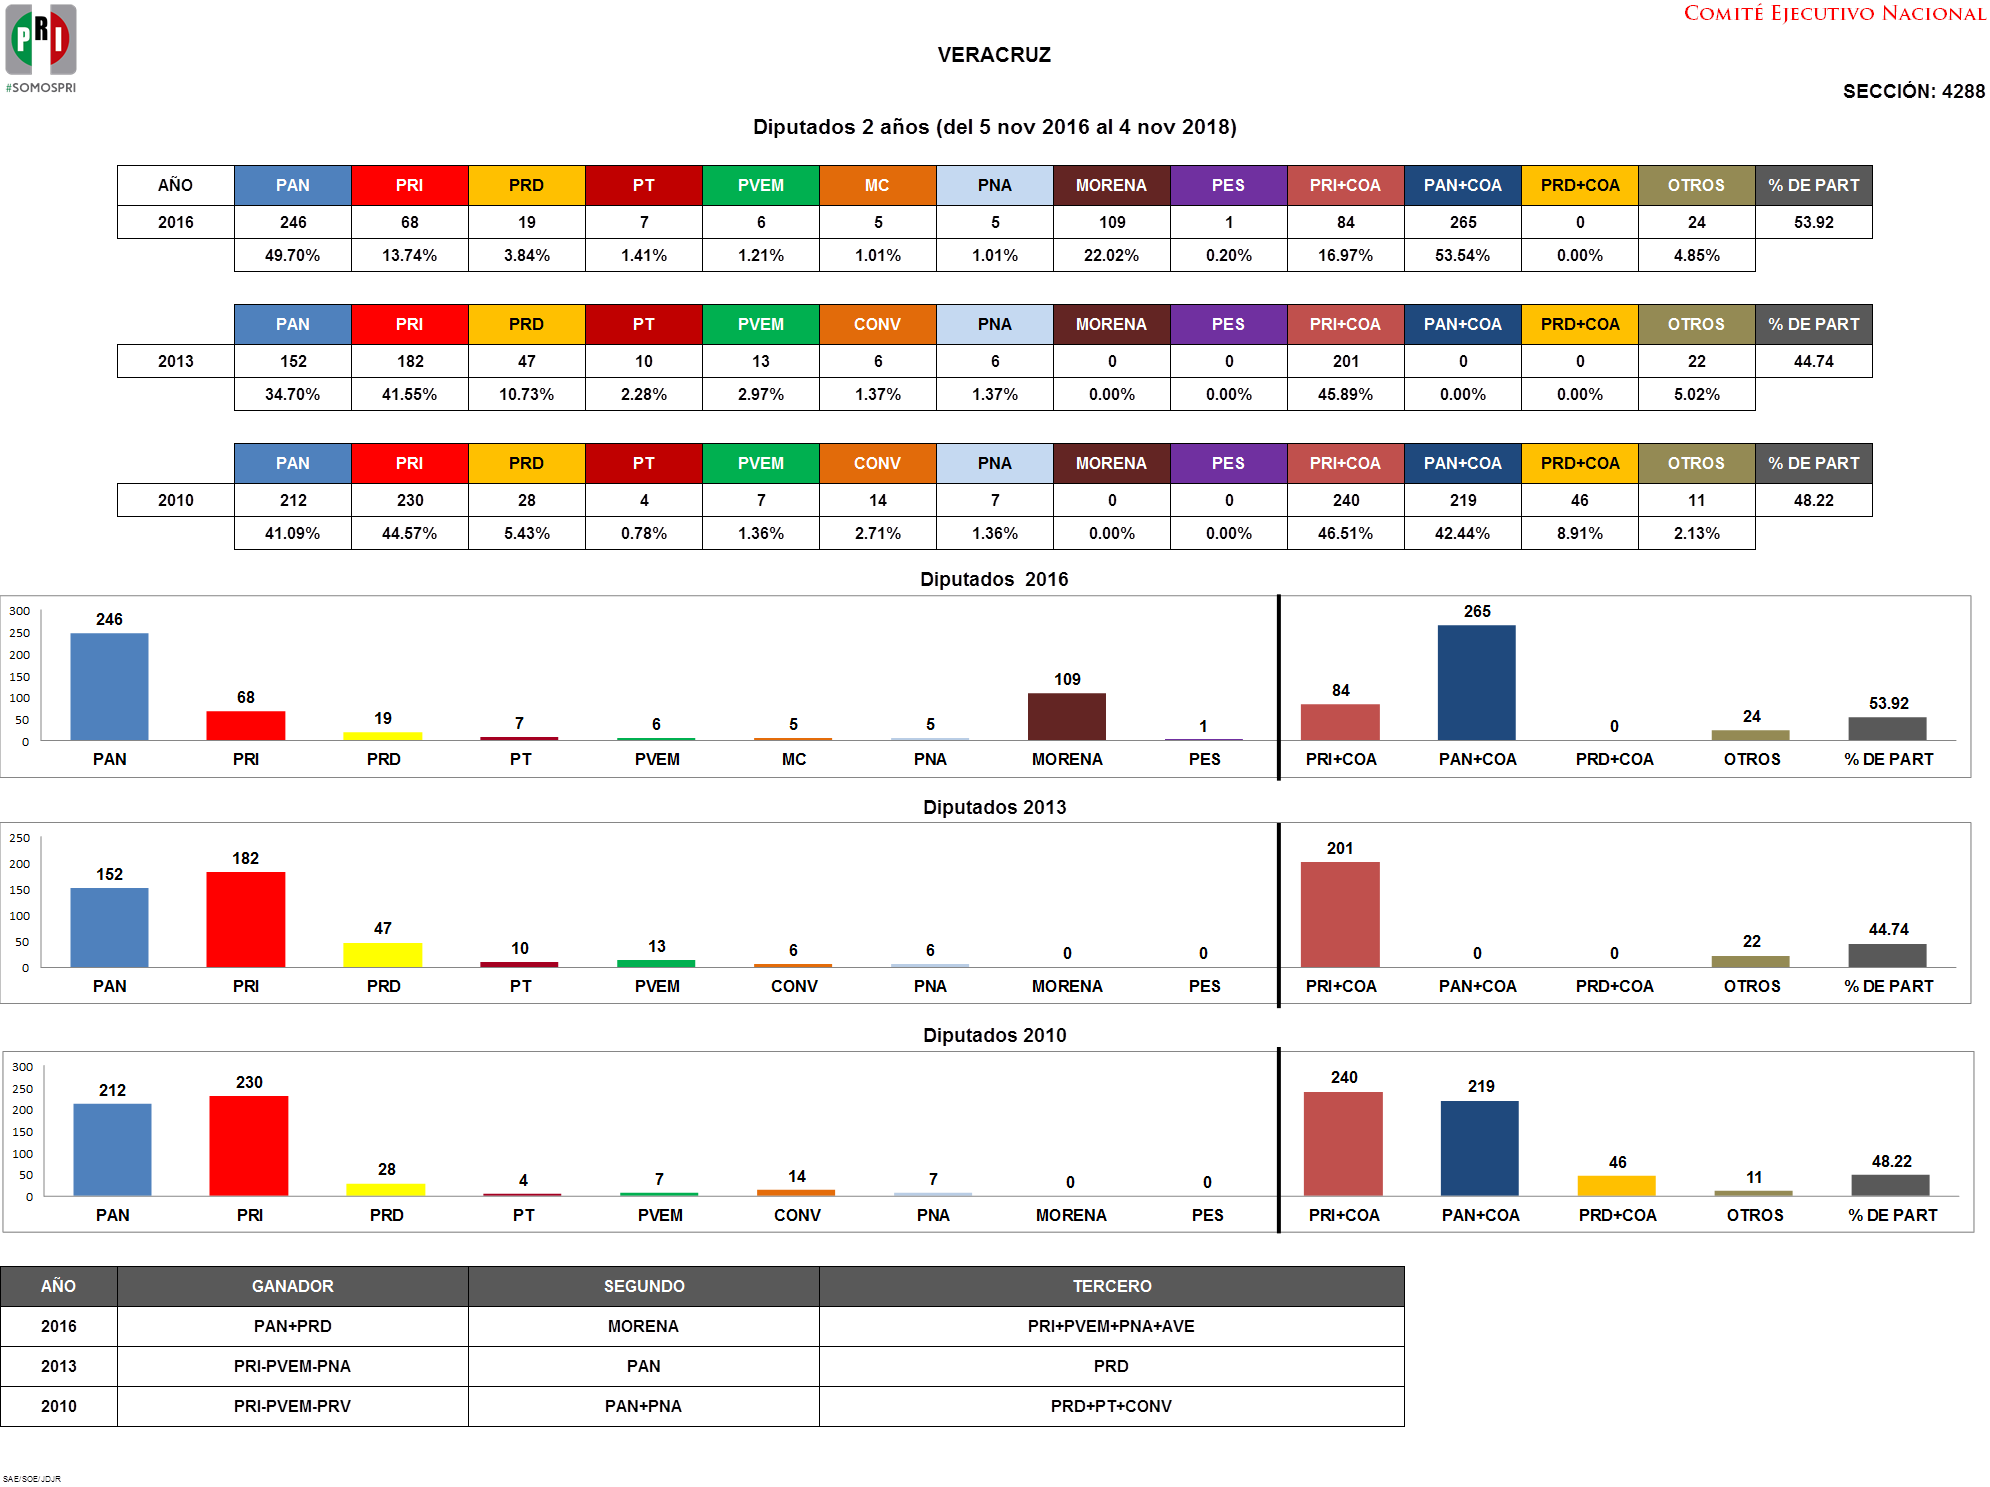 PRI
#SOMOSPRI
COMITÉ EJECUTIVO NACIONAL
VERACRUZ
SECCIÓN: 4288
Diputados 2 años (del 5 nov 2016 al 4 nov 2018)
AÑO PAN PRI PRD PT PVEM MC PNA MORENA PES PRI+COA PAN+COA PRD+COA OTROS % DE PART
2016 246 68 19 7 6 5 5 109 1 84 265 0 24 53.92
49.70% 13.74% 3.84% 1.41% 1.21% 1.01% 1.01% 22.02% 0.20% 16.97% 53.54% 0.00% 4.85%
PAN PRI PRD PT PVEM CONV PNA MORENA PES PRI+COA PAN+COA PRD+COA OTROS % DE PART
2013 152 182 47 10 13 6 6 0 0 201 0 0 22 44.74
34.70% 41.55% 10.73% 2.28% 2.97% 1.37% 1.37% 0.00% 0.00% 45.89% 0.00% 0.00% 5.02%
PAN PRI PRD PT PVEM CONV PNA MORENA PES PRI+COA PAN+COA PRD+COA OTROS % DE PART
2010 212 230 28 4 7 14 7 0 0 240 219 46 11 48.22
41.09% 44.57% 5.43% 0.78% 1.36% 2.71% 1.36% 0.00% 0.00% 46.51% 42.44% 8.91% 2.13%
Diputados 2016
300
250
200
150
100
50
0
246 68 19 7 6 5 5 109 1 84 265 0 24 53.92
PAN PRI PRD PT PVEM MC PNA MORENA PES PRI+COA PAN+COA PRD+COA OTROS % DE PART
Diputados 2013
250
200
150
100
50
0
152 182 47 10 13 6 6 0 0 201 0 0 22 44.74
PAN PRI PRD PT PVEM CONV PNA MORENA PES PRI+COA PAN+COA PRD+COA OTROS % DE PART
Diputados 2010
300
250
200
150
100
50
0
212 230 28 4 7 14 7 0 0 240 219 46 11 48.22
PAN PRI PRD PT PVEM CONV PNA MORENA PES PRI+COA PAN+COA PRD+COA OTROS % DE PART
AÑO GANADOR SEGUNDO TERCERO
2016 PAN+PRD MORENA PRI+PVEM+PNA+AVE
2013 PRI-PVEM-PNA PAN PRD
2010 PRI-PVEM-PRV PAN+PNA PRD+PT+CONV
SAE/SOE/JDJR